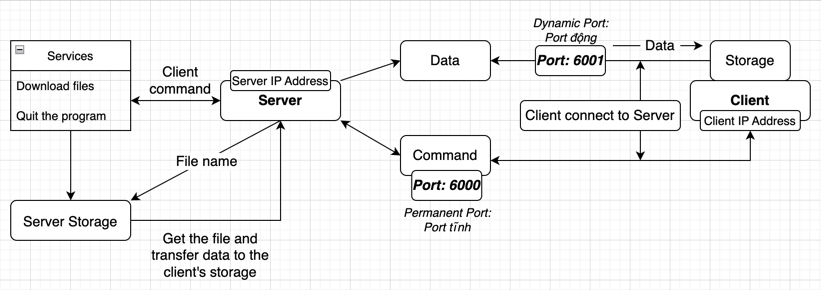 Services
Download files
Quit the program
Client
command
Server IP Address
Server
File name
Server Storage
Get the file and
transfer data to the
client's storage
Data
Command
Port: 6000
Permanent Port:
Port tĩnh
Dynamic Port:
Port động
Port: 6001
Data
Storage
Client
Client IP Address
Client connect to Server